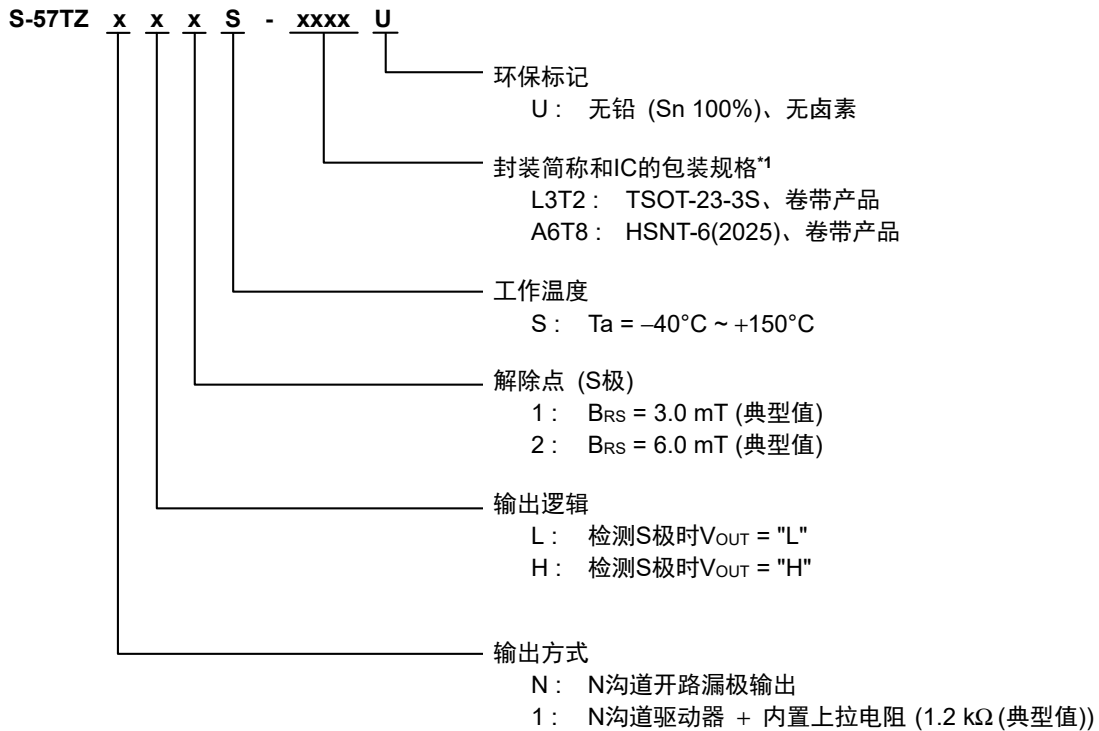 S-57TZ x x x S - xxxx U
环保标记
U : 无铅 (Sn 100%)、无卤素
封装简称和IC的包装规格*1
L3T2 : TSOT-23-3S、卷带产品
A6T8 : HSNT-6(2025)、卷带产品
工作温度
S : Ta = −40°C ~ +150°C
解除点 (S极)
1 : BRS = 3.0 mT (典型值)
2 : BRS = 6.0 mT (典型值)
输出逻辑
L : 检测S极时VOUT = "L"
H : 检测S极时VOUT = "H"
输出方式
N : N沟道开路漏极输出
1 : N沟道驱动器 + 内置上拉电阻 (1.2 kΩ (典型值))